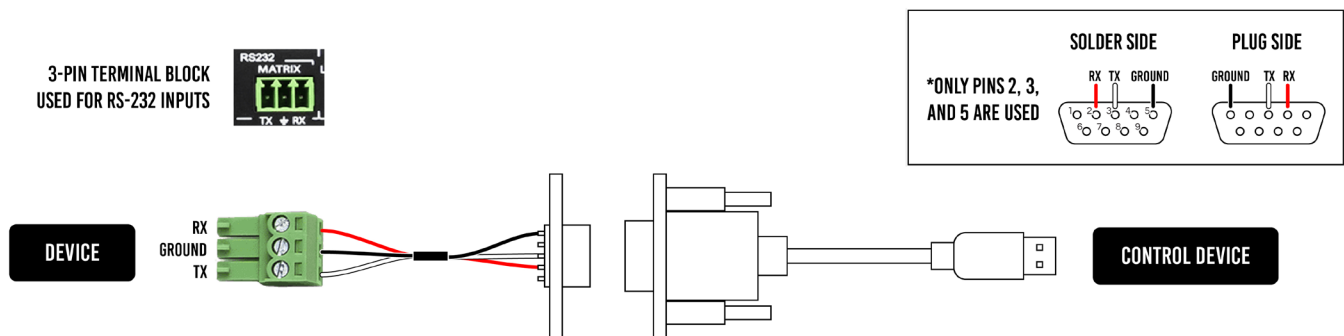 3-PIN TERMINAL BLOCK
USED FOR RS-232 INPUTS
RS232
MATRIX
TX RX
*ONLY PINS 2, 3,
AND 5 ARE USED
SOLDER SIDE
RX TX GROUND
1 2 3 4 5
6 7 8 9
PLUG SIDE
GROUND TX RX
DEVICE
RX
GROUND
TX
CONTROL DEVICE